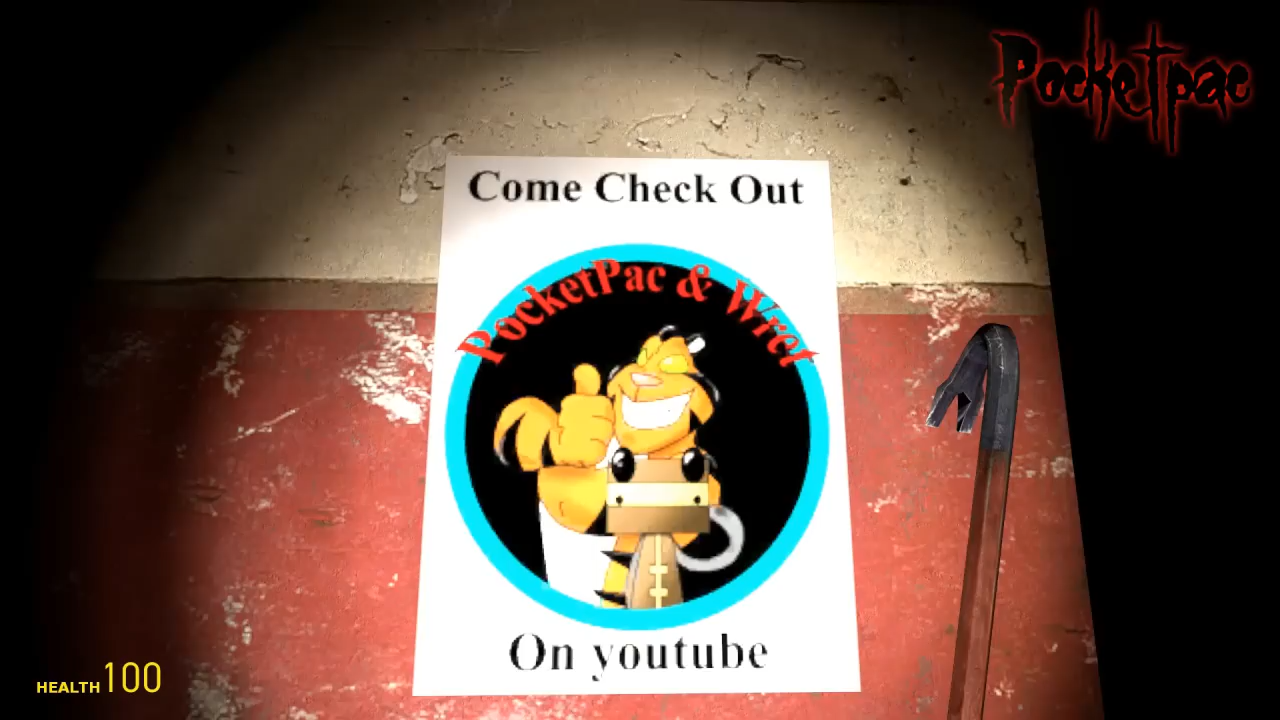 Pocketpac
Come Check Out
PocketPac & Wret
On youtube
HEALTH 100